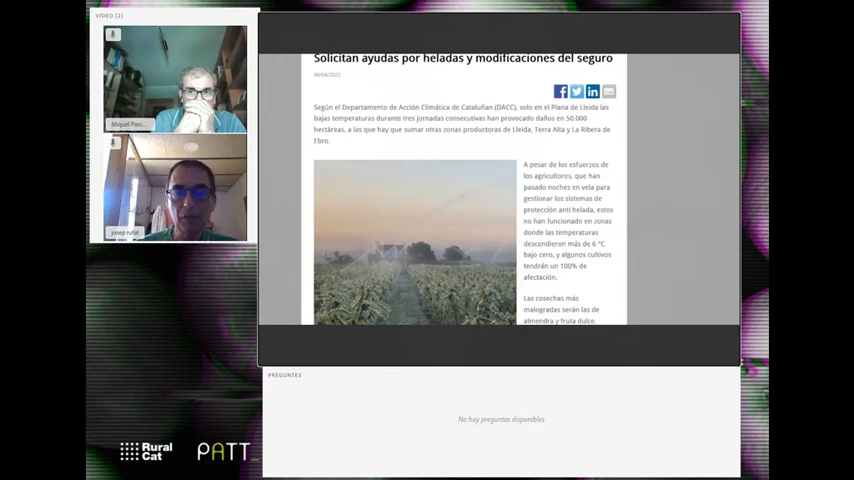 VÍDEO (2)
Miquel Pasc...
josep rufat
Solicitan ayudas por heladas y modificaciones del seguro
08/04/2022
Según el Departamento de Acción Climática de Cataluñan (DACC), solo en el Plana de Lleida las
bajas temperaturas durante tres jornadas consecutivas han provocado daños en 50.000
hectáreas, a las que hay que sumar otras zonas productoras de Lleida, Terra Alta y La Ribera de
Ebro.
A pesar de los esfuerzos de
los agricultores, que han
pasado noches en vela para
gestionar los sistemas de
protección anti helada, estos
no han funcionado en zonas
donde las temperaturas
descendieron más de 6 °C
bajo cero, y algunos cultivos
tendrán un 100% de
afectación.
Las cosechas más
malogradas serán las de
almendra y fruta dulce.
PREGUNTES
No hay preguntas disponibles
Rural
Cat
PATT_